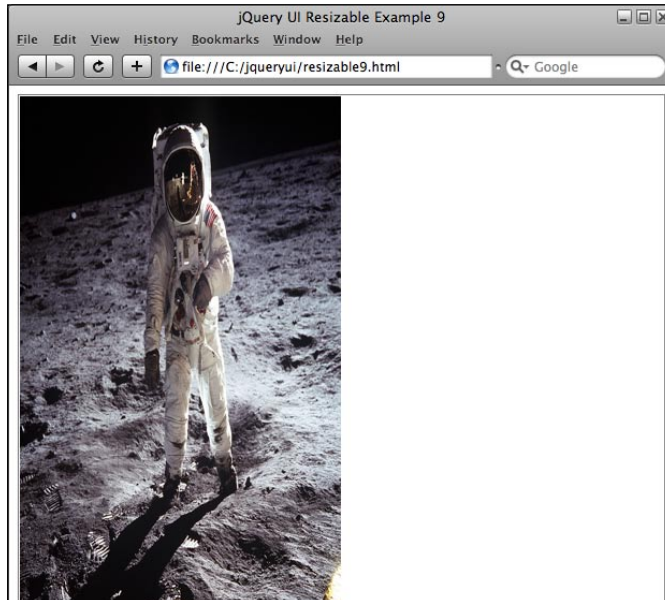 jQuery UI Resizable Example 9
File Edit View History Bookmarks Window Help
file:///C:/jqueryui/resizable9.html
Google